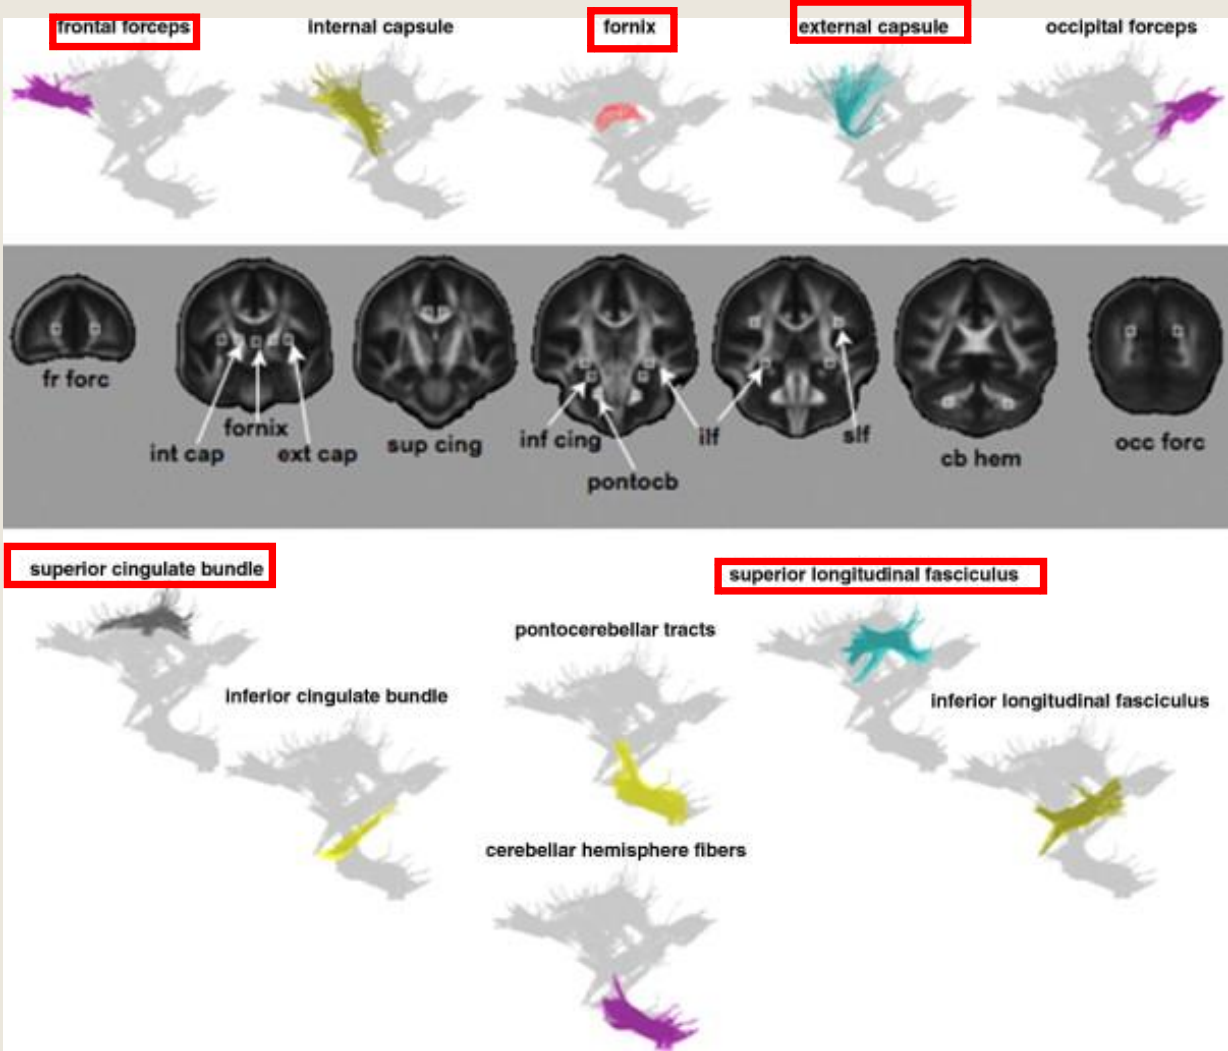 frontal forceps
internal capsule
fornix
external capsule
occipital forceps
fr forc
int cap
fornix
ext cap
sup cing
inf cing
pontocb
ilf
slf
cb hem
occ forc
superior cingulate bundle
superior longitudinal fasciculus
pontocerebellar tracts
inferior cingulate bundle
inferior longitudinal fasciculus
cerebellar hemisphere fibers